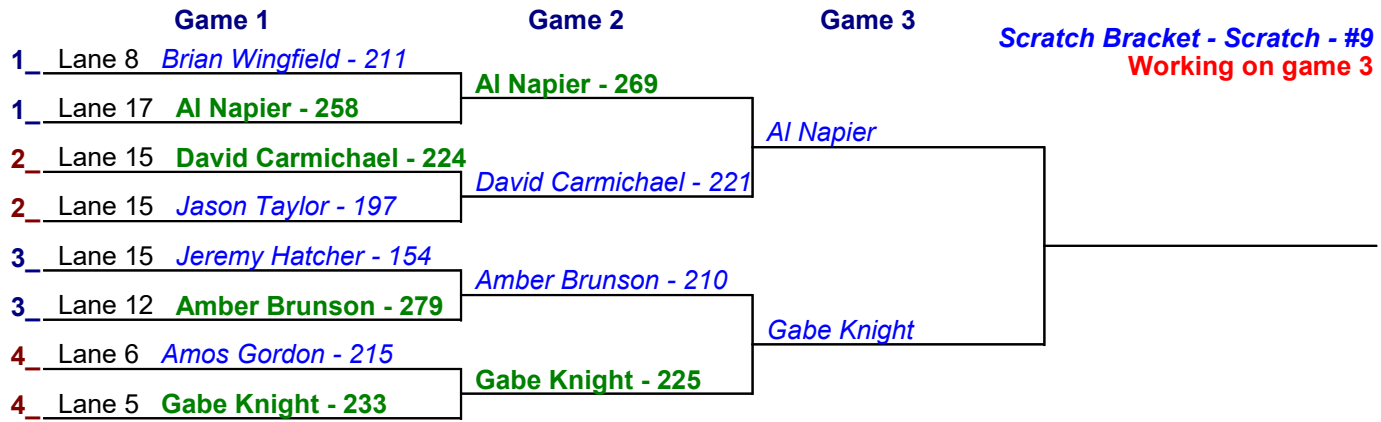 Game 1 Game 2 Game 3
Scratch Bracket - Scratch - #9
Working on game 3
1_ Lane 8 Brian Wingfield - 211
Al Napier - 269
1_ Lane 17 Al Napier - 258
Al Napier
2_ Lane 15 David Carmichael - 224
David Carmichael - 221
2_ Lane 15 Jason Taylor - 197
3_ Lane 15 Jeremy Hatcher - 154
Amber Brunson - 210
3_ Lane 12 Amber Brunson - 279
Gabe Knight
4_ Lane 6 Amos Gordon - 215
Gabe Knight - 225
4_ Lane 5 Gabe Knight - 233